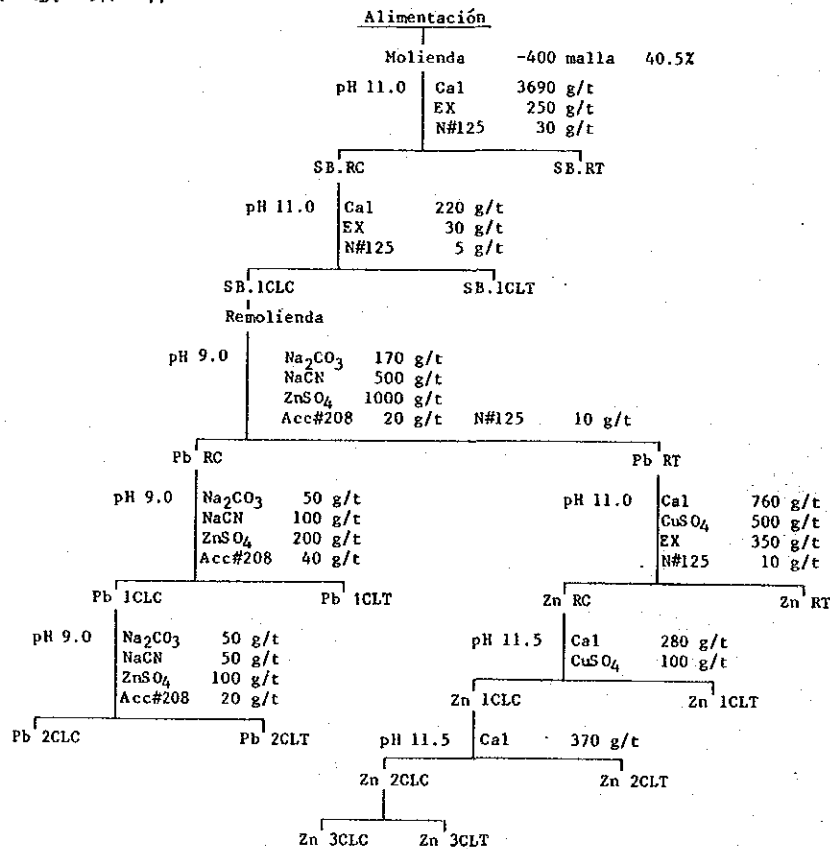 Alimentación
Molienda -400 malla 40.5%
pH 11.0 Cal 3690 g/t
EX 250 g/t
N#125 30 g/t
SB.RC SB.RT
pH 11.0 Cal 220 g/t
EX 30 g/t
N#125 5 g/t
SB.1CLC SB.1CLT
Remolienda
pH 9.0 Na2CO3 170 g/t
NaCN 500 g/t
ZnSO4 1000 g/t
Acc#208 20 g/t N#125 10 g/t
Pb RC Pb RT
pH 9.0 Na2CO3 50 g/t pH 11.0 Cal 760 g/t
NaCN 100 g/t CuSO4 500 g/t
ZnSO4 200 g/t EX 350 g/t
Acc#208 40 g/t N#125 10 g/t
Pb 1CLC Pb 1CLT Zn RC Zn RT
pH 9.0 Na2CO3 50 g/t pH 11.5 Cal 280 g/t
NaCN 50 g/t CuSO4 100 g/t
ZnSO4 100 g/t
Acc#208 20 g/t Zn 1CLC Zn 1CLT
Pb 2CLC Pb 2CLT pH 11.5 Cal 370 g/t
Zn 2CLC Zn 2CLT
Zn 3CLC Zn 3CLT